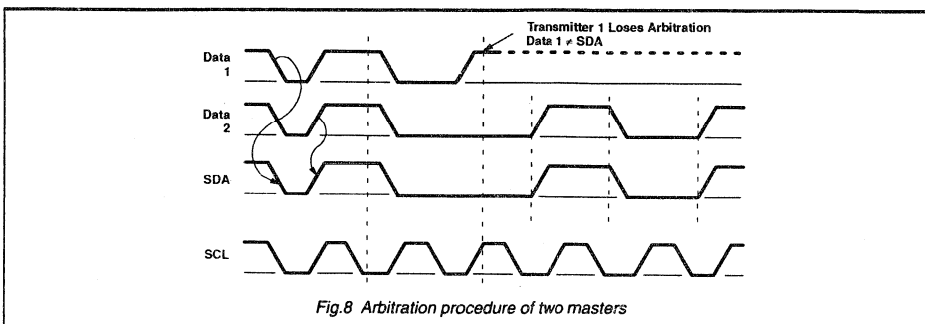 Transmitter 1 Loses Arbitration
Data 1 ≠ SDA
Data
1
Data
2
SDA
SCL
Fig.8 Arbitration procedure of two masters